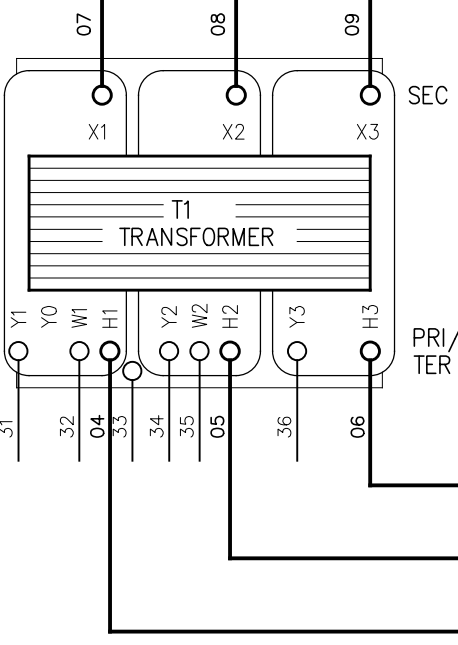 07 08 09
SEC
X1 X2 X3
T1
TRANSFORMER
Y1 Y0 W1 H1 Y2 W2 H2 Y3 H3
PRI/
TER
31 32 04 33 34 35 05 36 06